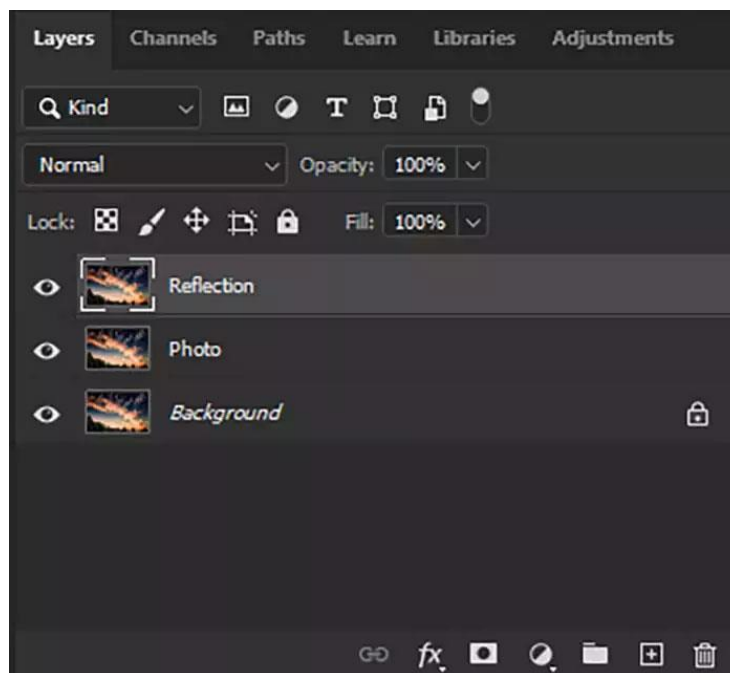 Layers Channels Paths Learn Libraries Adjustments
Kind
Normal Opacity: 100%
Lock: Fill: 100%
Reflection
Photo
Background
fx